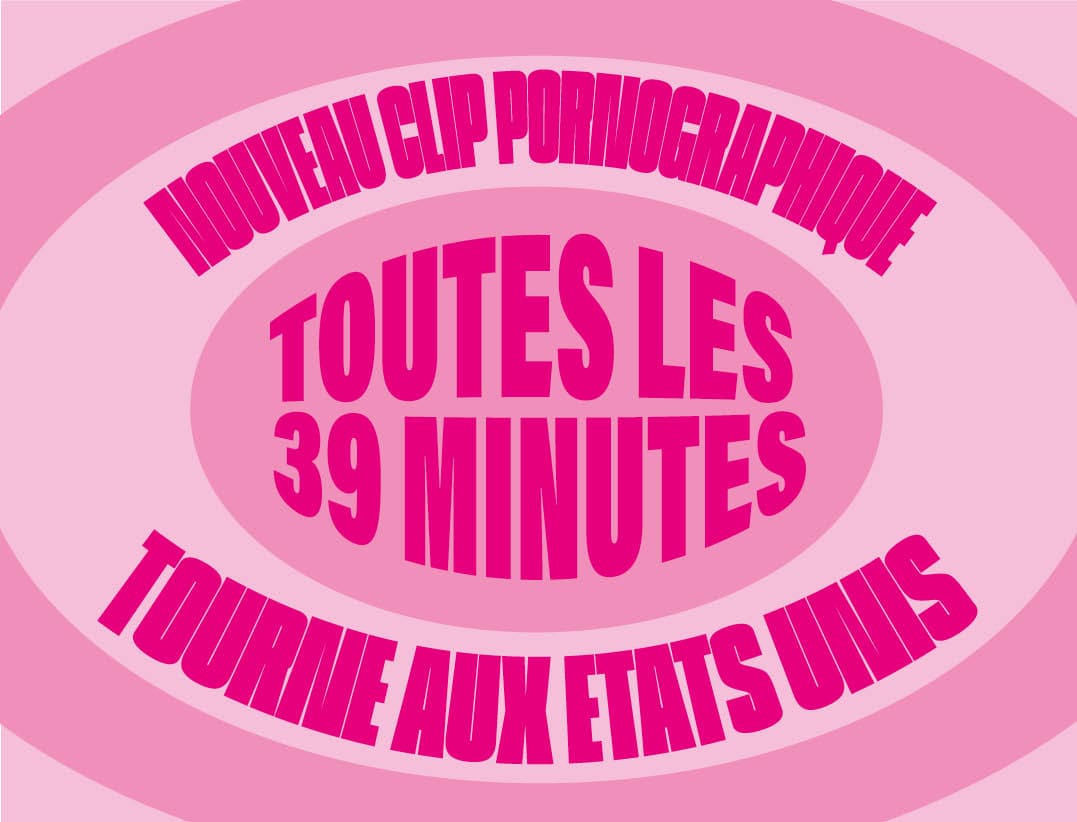 NOUVEAU CLIP PORNOGRAPHIQUE
TOUTES LES
39 MINUTES
TOURNE AUX ETATS UNIS